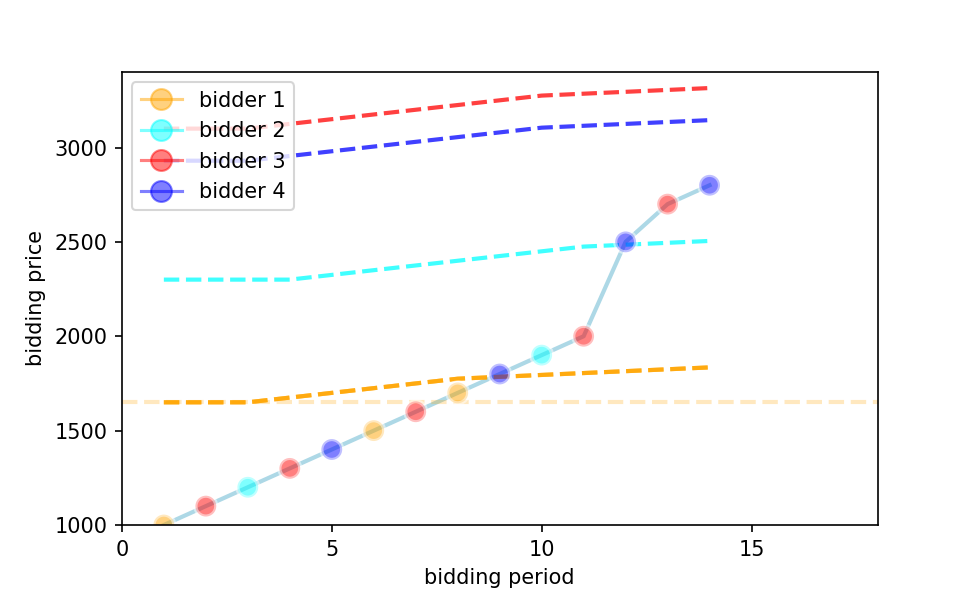 bidder 1
bidder 2
bidder 3
bidder 4
3000
2500
2000
1500
1000
bidding price
0 5 10 15
bidding period